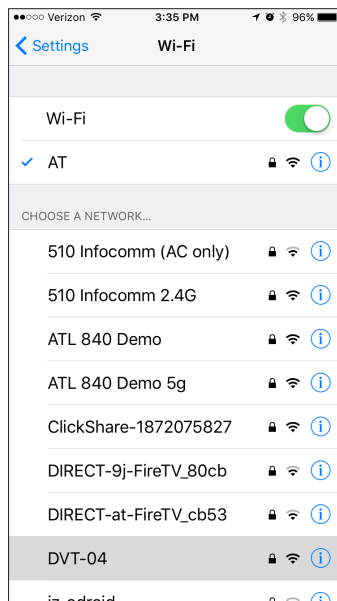 Verizon 3:35 PM 96%
Settings Wi-Fi
Wi-Fi
AT
CHOOSE A NETWORK...
510 Infocomm (AC only)
510 Infocomm 2.4G
ATL 840 Demo
ATL 840 Demo 5g
ClickShare-1872075827
DIRECT-9j-FireTV_80cb
DIRECT-at-FireTV_cb53
DVT-04